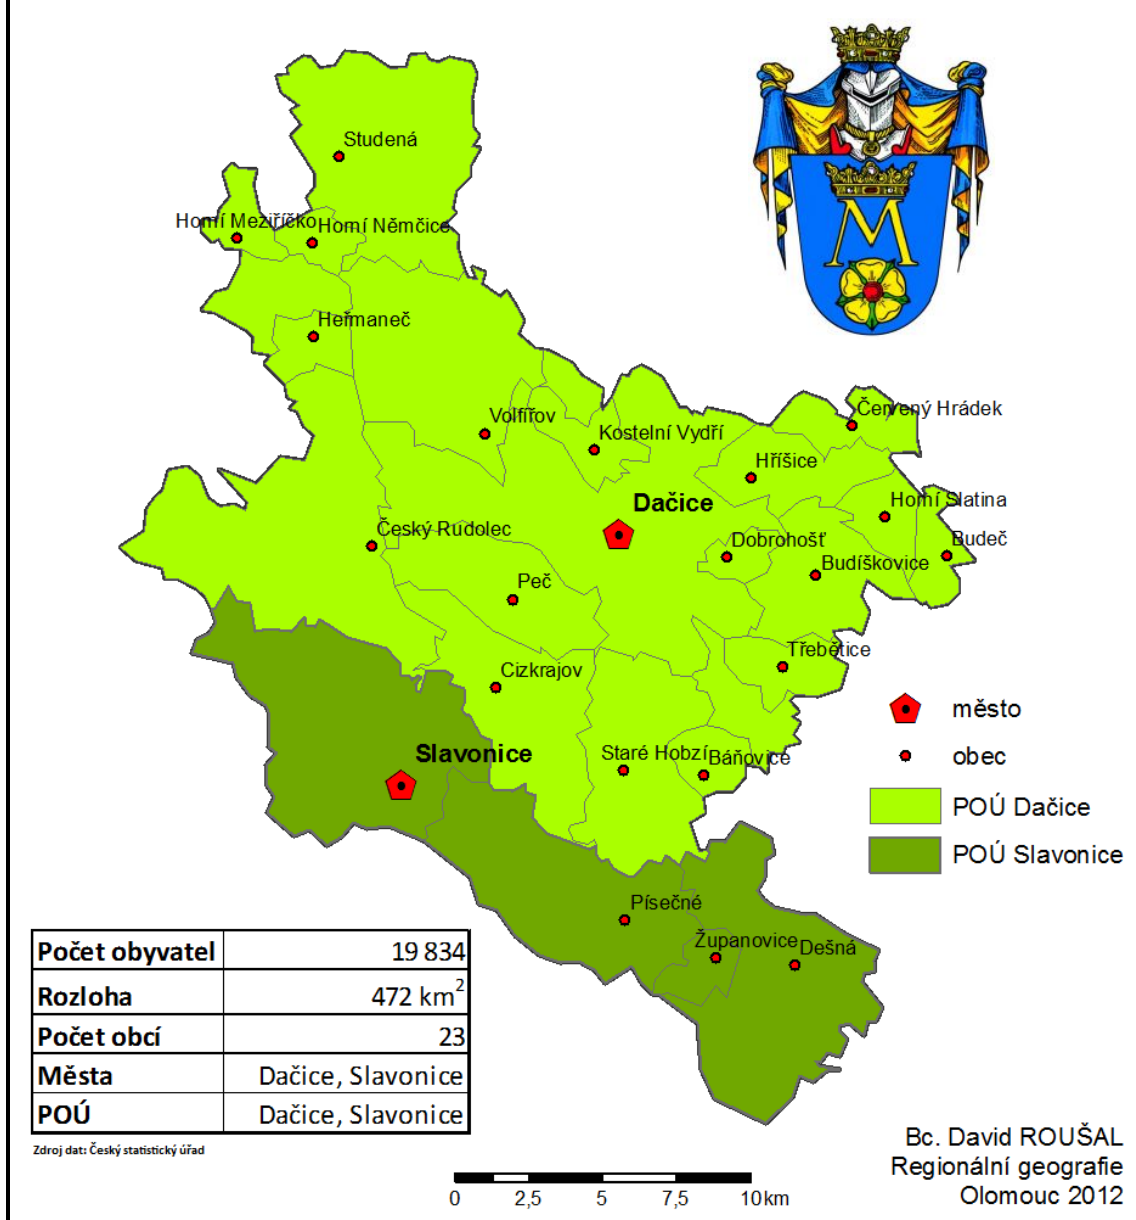 Studená
Horní Meziříčko
Horní Němčice
Heřmaneč
Volfířov
Kostelní Vydří
Červený Hrádek
Hříšice
Dačice
Horní Slatina
Český Rudolec
Dobrohošť
Budeč
Budíškovice
Peč
Třebětice
Cizkrajov
město
Slavonice
Staré Hobzí
Báňovice
obec
POÚ Dačice
POÚ Slavonice
Písečné
Županovice
Dešná
Počet obyvatel 19 834
Rozloha 472 km²
Počet obcí 23
Města Dačice, Slavonice
POÚ Dačice, Slavonice
Zdroj dat: Český statistický úřad
Bc. David ROUŠAL
Regionální geografie
Olomouc 2012
0 2,5 5 7,5 10 km
M